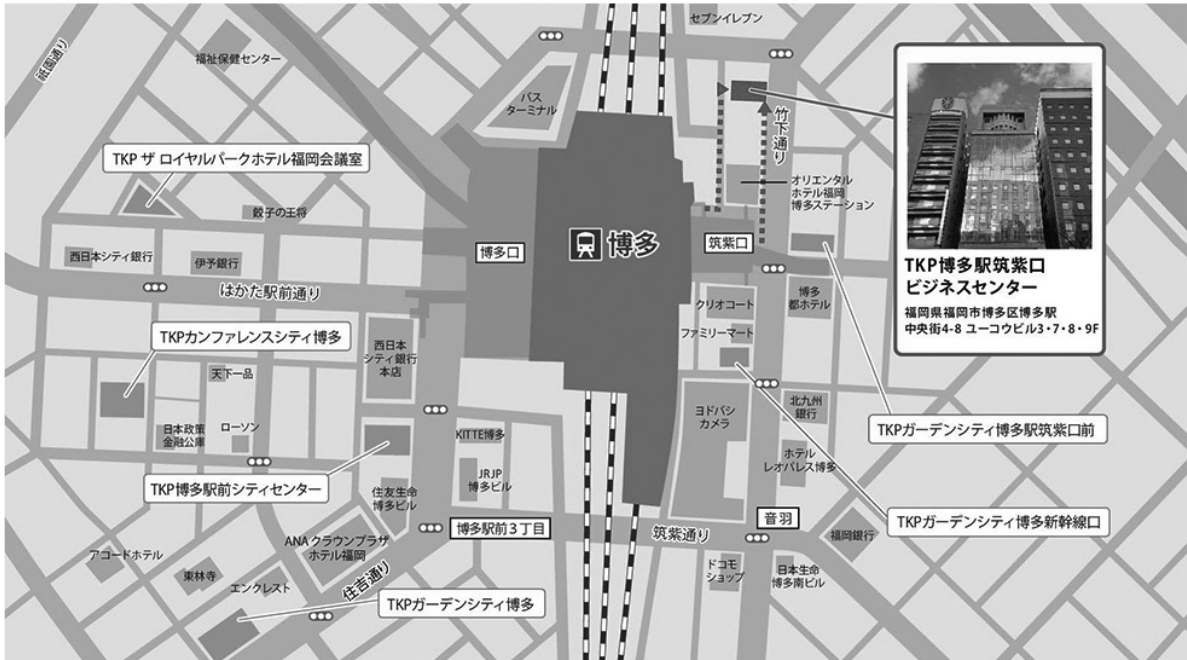 セブンイレブン
祇園通り
福祉保健センター
バス
ターミナル
竹下通り
TKP ザ ロイヤルパークホテル福岡会議室
餃子の王将
オリエンタル
ホテル福岡
博多ステーション
西日本シティ銀行
伊予銀行
博多口
博多
筑紫口
はかた駅前通り
TKP博多駅筑紫口
ビジネスセンター
福岡県福岡市博多区博多駅
中央街4-8 ユーコウビル3・7・8・9F
クリオコート
博多
都ホテル
ファミリーマート
TKPカンファレンスシティ博多
西日本
シティ銀行
本店
天下一品
日本政策
金融公庫
ローソン
KITTE博多
ヨドバシ
カメラ
北九州
銀行
TKPガーデンシティ博多駅筑紫口前
TKP博多駅前シティセンター
住友生命
博多ビル
JRJP
博多ビル
ホテル
レオパレス博多
ANAクラウンプラザ
ホテル福岡
博多駅前3丁目
筑紫通り
音羽
福岡銀行
TKPガーデンシティ博多新幹線口
アコードホテル
東林寺
エンクレスト
住吉通り
ドコモ
ショップ
日本生命
博多南ビル
TKPガーデンシティ博多